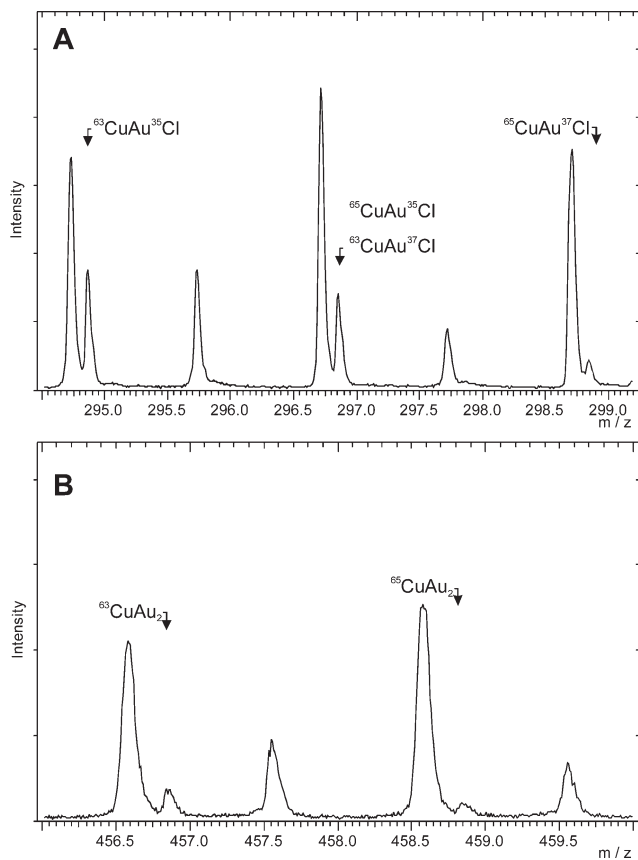 A
⁶³CuAu³⁵Cl
⁶⁵CuAu³⁷Cl
⁶⁵CuAu³⁵Cl
⁶³CuAu³⁷Cl
Intensity
295.0 295.5 296.0 296.5 297.0 297.5 298.0 298.5 299.0
m / z
B
⁶⁵CuAu₂
⁶³CuAu₂
Intensity
456.5 457.0 457.5 458.0 458.5 459.0 459.5
m / z